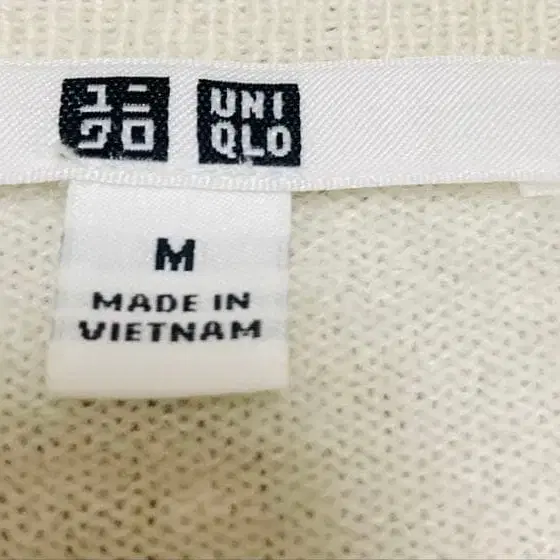 ユニ UNI
クロ QLO
M
MADE IN
VIETNAM